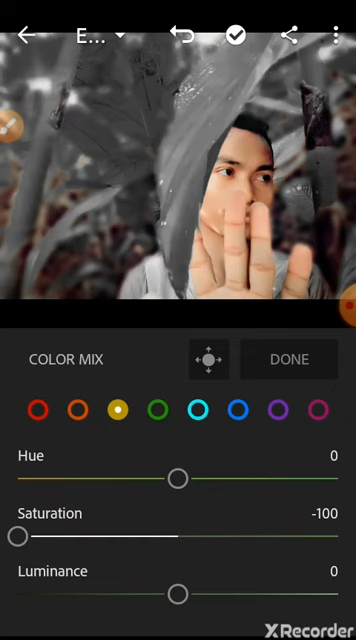 E...
COLOR MIX
DONE
Hue 0
Saturation -100
Luminance 0
XRecorder